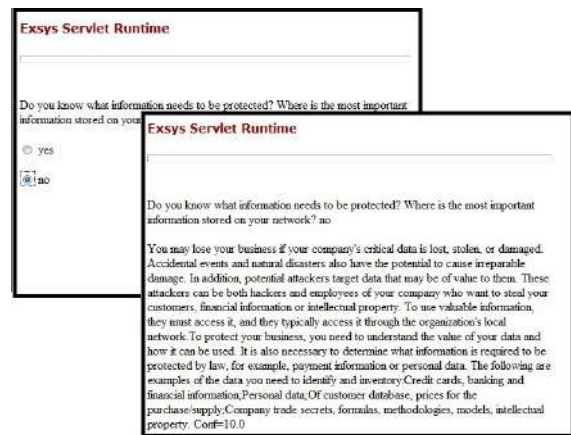 Exsys Servlet Runtime
Do you know what information needs to be protected? Where is the most important
information stored on your
yes
no
Exsys Servlet Runtime
Do you know what information needs to be protected? Where is the most important
information stored on your network? no
You may lose your business if your company's critical data is lost, stolen, or damaged.
Accidental events and natural disasters also have the potential to cause irreparable
damage. In addition, potential attackers target data that may be of value to them. These
attackers can be both hackers and employees of your company who want to steal your
customers, financial information or intellectual property. To use valuable information,
they must access it, and they typically access it through the organization's local
network.To protect your business, you need to understand the value of your data and
how it can be used. It is also necessary to determine what information is required to be
protected by law, for example, payment information or personal data. The following are
examples of the data you need to identify and inventory:Credit cards, banking and
financial information;Personal data;Of customer database, prices for the
purchase/supply;Company trade secrets, formulas, methodologies, models, intellectual
property. Conf=10.0